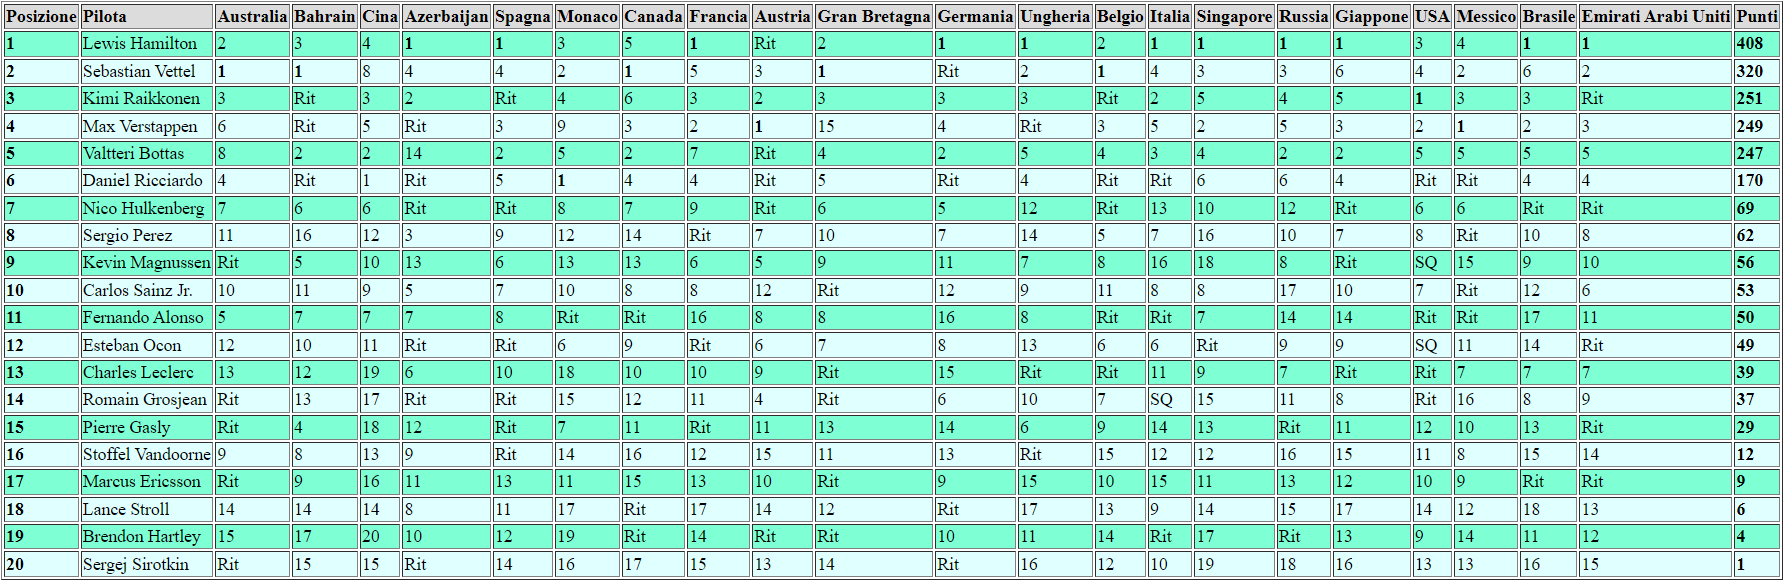 Posizione Pilota Australia Bahrain Cina Azerbaijan Spagna Monaco Canada Francia Austria Gran Bretagna Germania Ungheria Belgio Italia Singapore Russia Giappone USA Messico Brasile Emirati Arabi Uniti Punti
1 Lewis Hamilton 2 3 4 1 1 3 5 1 Rit 2 1 1 2 1 1 1 1 3 4 1 1 408
2 Sebastian Vettel 1 1 8 4 4 2 1 5 3 1 Rit 2 1 4 3 3 6 4 2 6 2 320
3 Kimi Raikkonen 3 Rit 3 2 Rit 4 6 3 2 3 3 3 Rit 2 5 4 5 1 3 3 Rit 251
4 Max Verstappen 6 Rit 5 Rit 3 9 3 2 1 15 4 Rit 3 5 2 5 3 2 1 2 3 249
5 Valtteri Bottas 8 2 2 14 2 5 2 7 Rit 4 2 5 4 3 4 2 2 5 5 5 5 247
6 Daniel Ricciardo 4 Rit 1 Rit 5 1 4 4 Rit 5 Rit 4 Rit Rit 6 6 4 Rit Rit 4 4 170
7 Nico Hulkenberg 7 6 6 Rit Rit 8 7 9 Rit 6 5 12 Rit 13 10 12 Rit 6 6 Rit Rit 69
8 Sergio Perez 11 16 12 3 9 12 14 Rit 7 10 7 14 5 7 16 10 7 8 Rit 10 8 62
9 Kevin Magnussen Rit 5 10 13 6 13 13 6 5 9 11 7 8 16 18 8 Rit SQ 15 9 10 56
10 Carlos Sainz Jr. 10 11 9 5 7 10 8 8 12 Rit 12 9 11 8 8 17 10 7 Rit 12 6 53
11 Fernando Alonso 5 7 7 7 8 Rit Rit 16 8 8 16 8 Rit Rit 7 14 14 Rit Rit 17 11 50
12 Esteban Ocon 12 10 11 Rit Rit 6 9 Rit 6 7 8 13 6 6 Rit 9 9 SQ 11 14 Rit 49
13 Charles Leclerc 13 12 19 6 10 18 10 10 9 Rit 15 Rit Rit 11 9 7 Rit Rit 7 7 7 39
14 Romain Grosjean Rit 13 17 Rit Rit 15 12 11 4 Rit 6 10 7 SQ 15 11 8 Rit 16 8 9 37
15 Pierre Gasly Rit 4 18 12 Rit 7 11 Rit 11 13 14 6 9 14 13 Rit 11 12 10 13 Rit 29
16 Stoffel Vandoorne 9 8 13 9 Rit 14 16 12 15 11 13 Rit 15 12 12 16 15 11 8 15 14 12
17 Marcus Ericsson Rit 9 16 11 13 11 15 13 10 Rit 9 15 10 15 11 13 12 10 9 Rit Rit 9
18 Lance Stroll 14 14 14 8 11 17 Rit 17 14 12 Rit 17 13 9 14 15 17 14 12 18 13 6
19 Brendon Hartley 15 17 20 10 12 19 Rit 14 Rit Rit 10 11 14 Rit 17 Rit 13 9 14 11 12 4
20 Sergej Sirotkin Rit 15 15 Rit 14 16 17 15 13 14 Rit 16 12 10 19 18 16 13 13 16 15 1